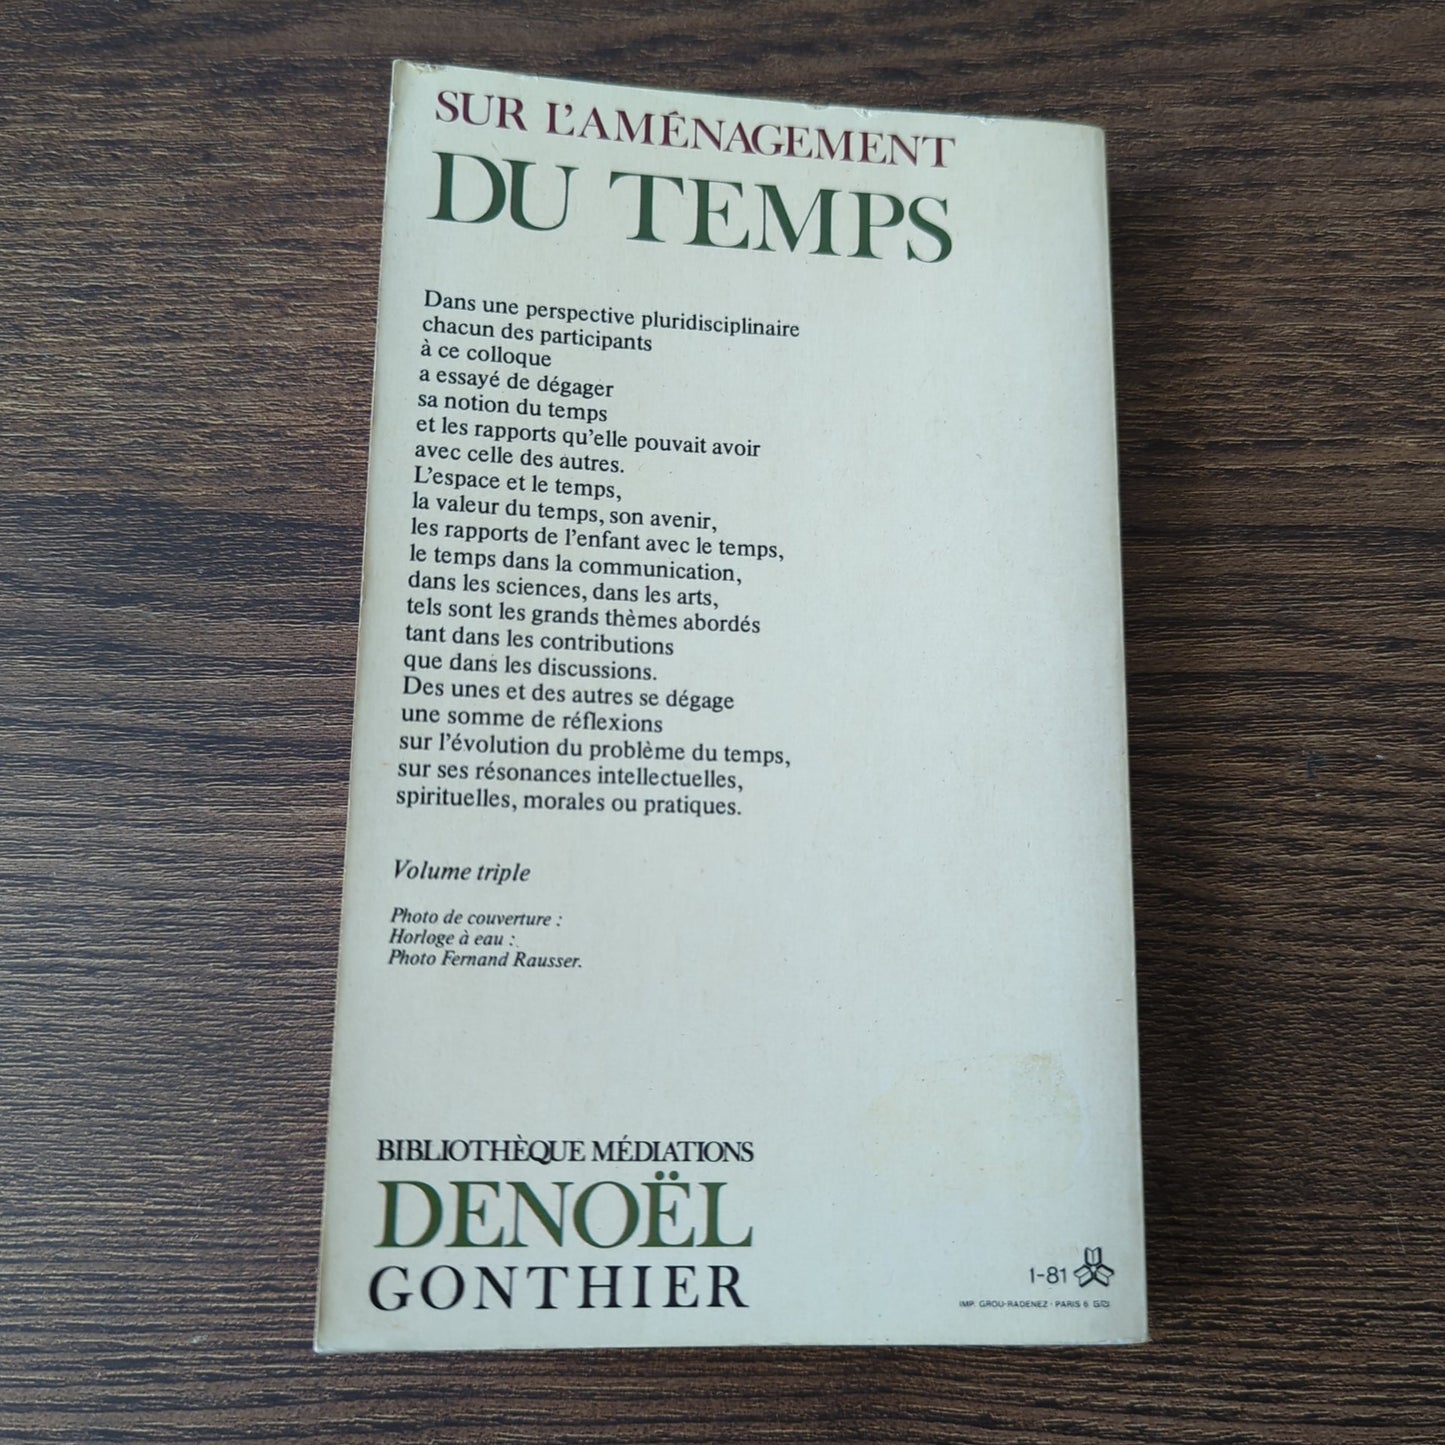 SUR L'AMÉNAGEMENT
DU TEMPS
Dans une perspective pluridisciplinaire
chacun des participants
à ce colloque
a essayé de dégager
sa notion du temps
et les rapports qu'elle pouvait avoir
avec celle des autres.
L'espace et le temps,
la valeur du temps, son avenir,
les rapports de l'enfant avec le temps,
le temps dans la communication,
dans les sciences, dans les arts,
tels sont les grands thèmes abordés
tant dans les contributions
que dans les discussions.
Des unes et des autres se dégage
une somme de réflexions
sur l'évolution du problème du temps,
sur ses résonances intellectuelles,
spirituelles, morales ou pratiques.
Volume triple
Photo de couverture :
Horloge à eau :
Photo Fernand Rausser.
BIBLIOTHÈQUE MÉDIATIONS
DENOËL
GONTHIER
1-81
IMP. GROU-RADENEZ · PARIS 6